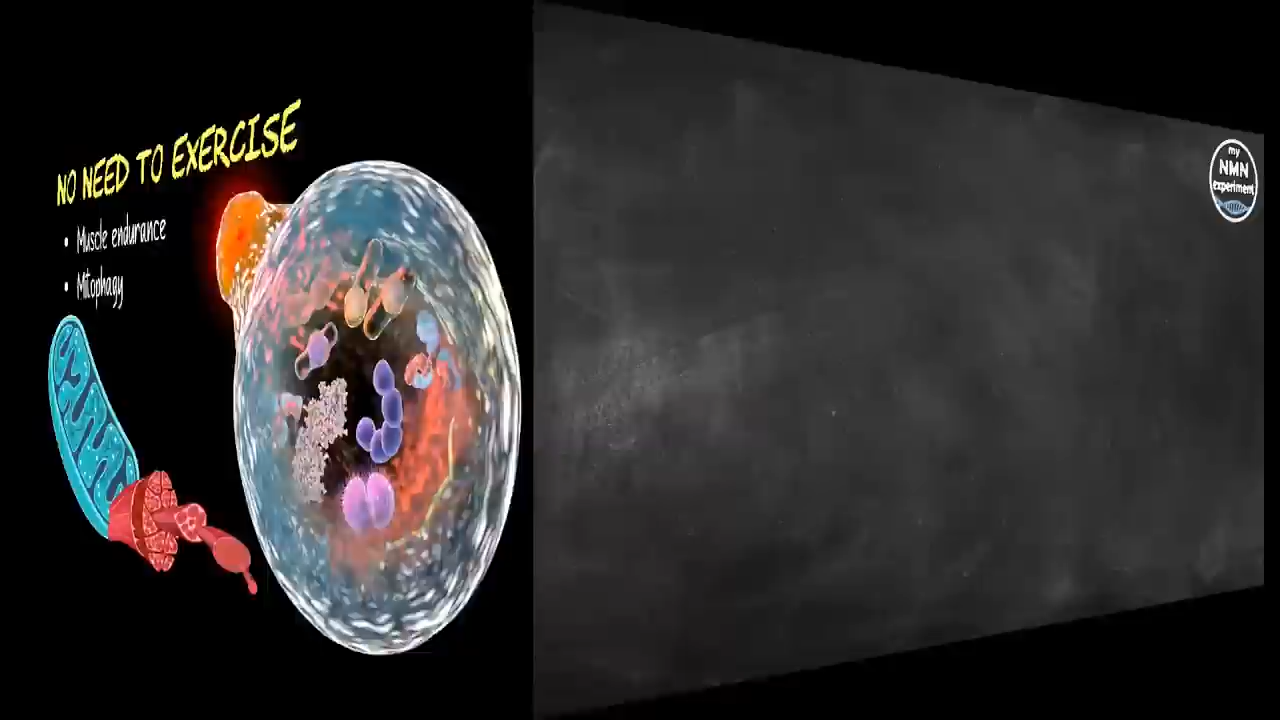 NO NEED TO EXERCISE
• Muscle endurance
• Mitophagy
my
NMN
experiment